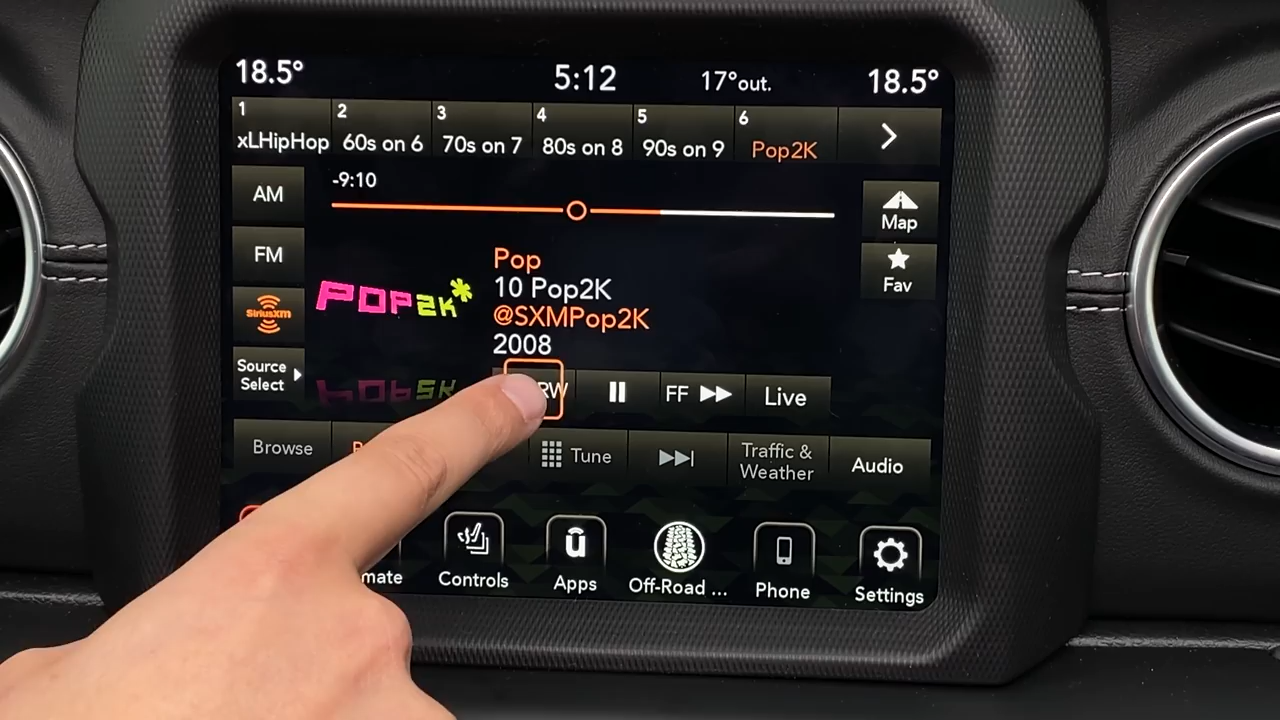 18.5° 5:12 17°out. 18.5°
1 2 3 4 5 6
xLHipHop 60s on 6 70s on 7 80s on 8 90s on 9 Pop2K
-9:10
AM
Map
FM
Fav
SiriusXM
Source
Select
POP2K*
Pop
10 Pop2K
@SXMPop2K
2008
RW FF Live
Browse Tune Traffic &
Weather Audio
mate Controls Apps Off-Road ... Phone Settings